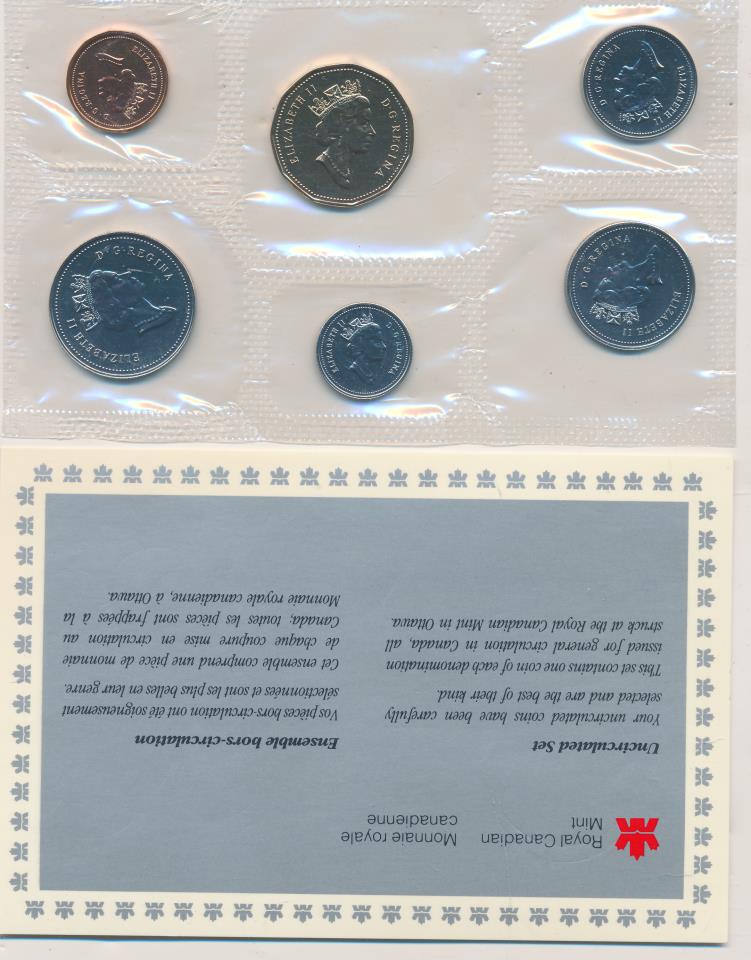 ELIZABETH II D·G·REGINA
ELIZABETH II D·G·REGINA
ELIZABETH II D·G·REGINA
ELIZABETH II D·G·REGINA
ELIZABETH II D·G·REGINA
ELIZABETH II D·G·REGINA
Royal Canadian
Mint
Monnaie royale
canadienne
Uncirculated Set
Your uncirculated coins have been carefully
selected and are the best of their kind.
This set contains one coin of each denomination
issued for general circulation in Canada, all
struck at the Royal Canadian Mint in Ottawa.
Ensemble hors-circulation
Vos pièces hors-circulation ont été soigneusement
sélectionnées et sont les plus belles en leur genre.
Cet ensemble comprend une pièce de monnaie
de chaque coupure mise en circulation au
Canada, toutes les pièces sont frappées à la
Monnaie royale canadienne, à Ottawa.